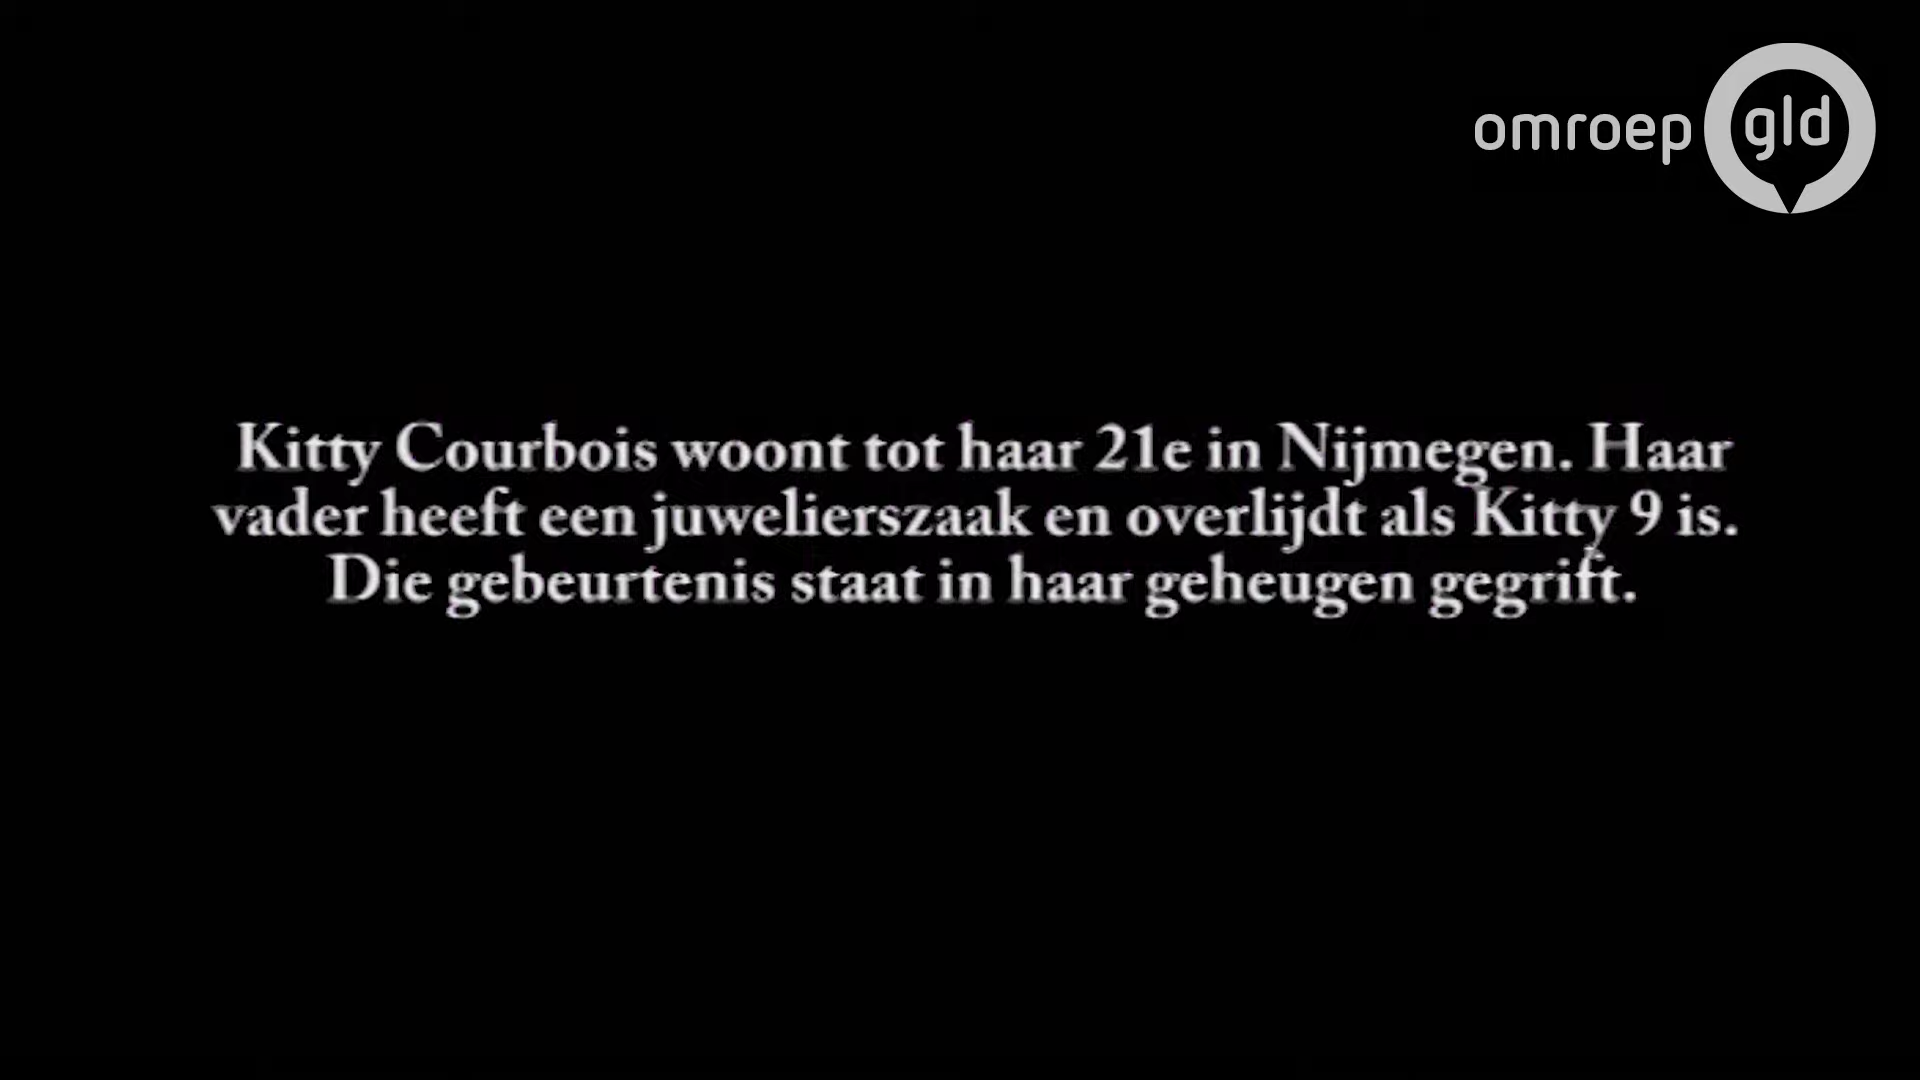 omroep gld
Kitty Courbois woont tot haar 21e in Nijmegen. Haar
vader heeft een juwelierszaak en overlijdt als Kitty 9 is.
Die gebeurtenis staat in haar geheugen gegrift.